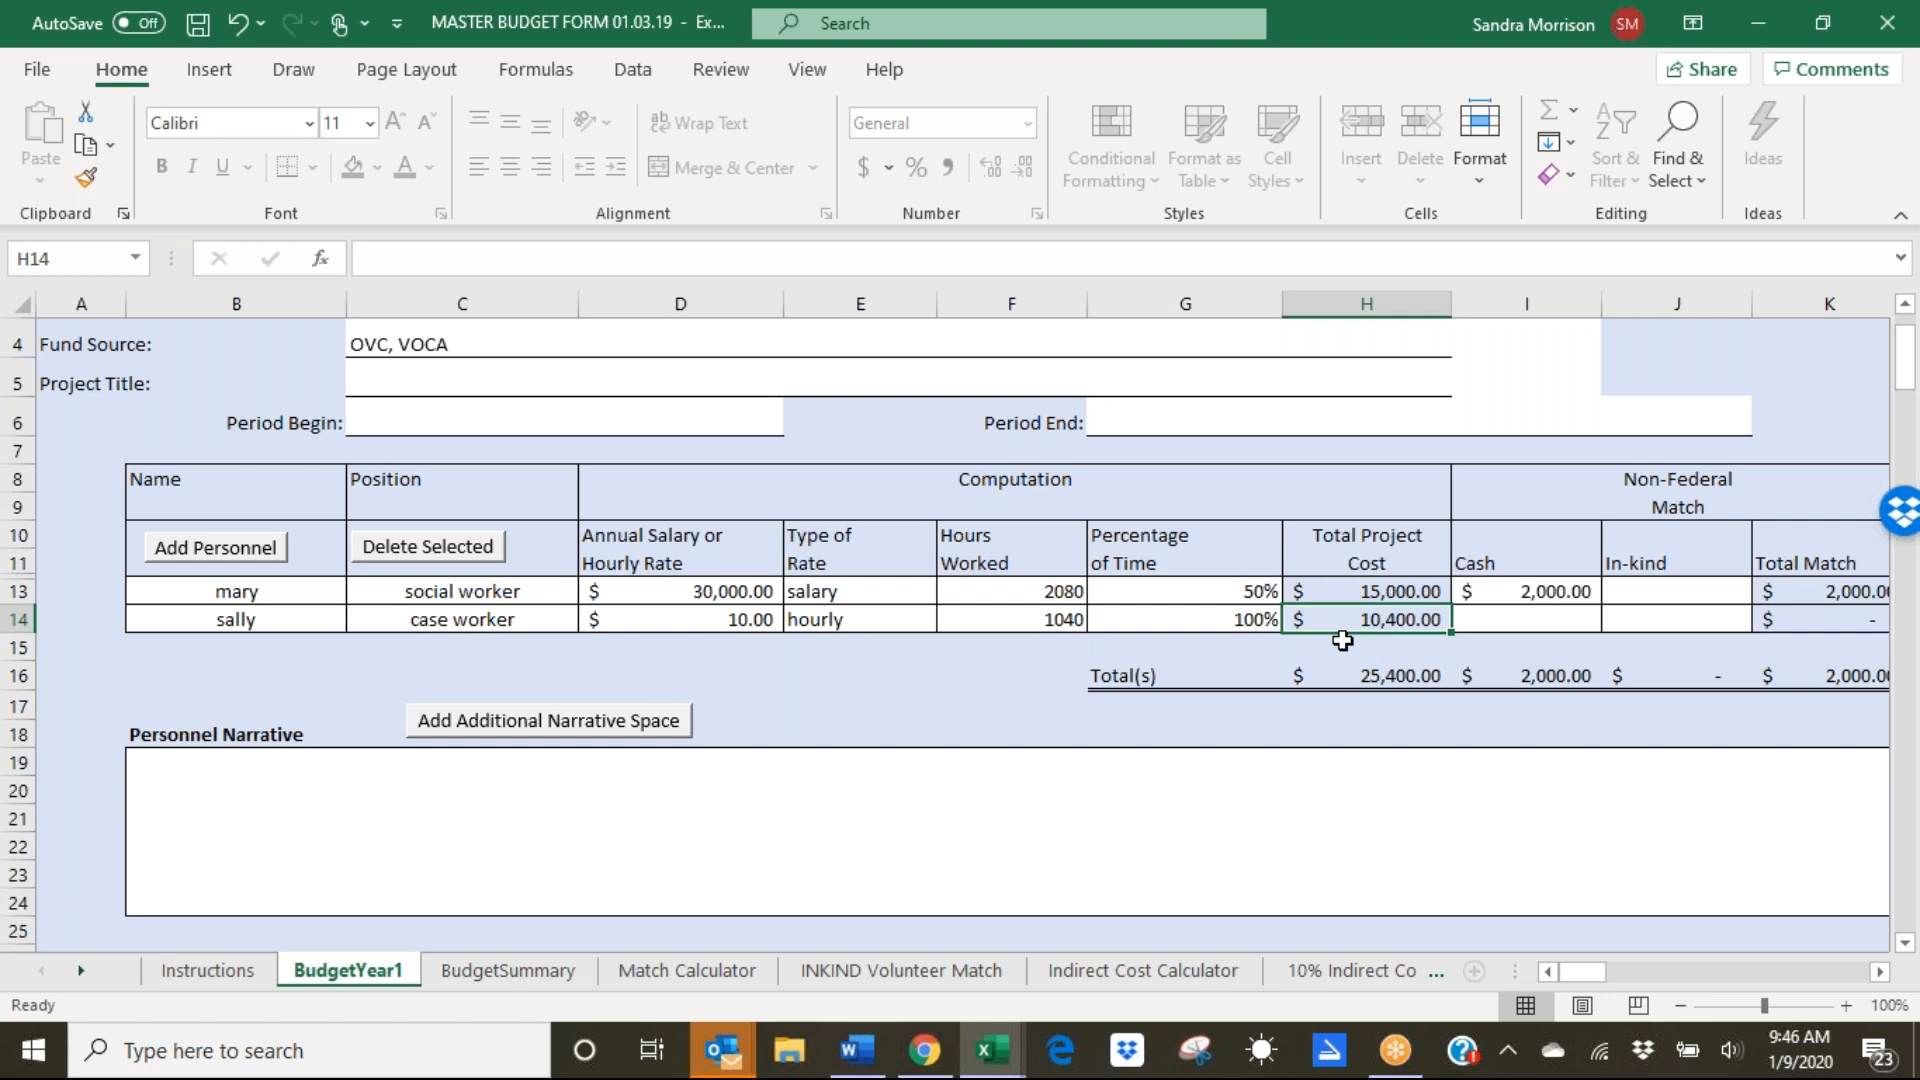 AutoSave Off MASTER BUDGET FORM 01.03.19 - Ex... Search Sandra Morrison SM
File Home Insert Draw Page Layout Formulas Data Review View Help Share Comments
Calibri 11 A A ab Wrap Text General
Paste B I U A Merge & Center $ % Conditional Formatting Format as Table Cell Styles Insert Delete Format Sort & Filter Find & Select Ideas
Clipboard Font Alignment Number Styles Cells Editing Ideas
H14 fx
A B C D E F G H I J K
4 Fund Source: OVC, VOCA
5 Project Title:
6 Period Begin: Period End:
7
8 Name Position Computation Non-Federal
9 Match
10 Add Personnel Delete Selected Annual Salary or Type of Hours Percentage Total Project
11 Hourly Rate Rate Worked of Time Cost Cash In-kind Total Match
13 mary social worker $ 30,000.00 salary 2080 50% $ 15,000.00 $ 2,000.00 $ 2,000.00
14 sally case worker $ 10.00 hourly 1040 100% $ 10,400.00 $ -
15
16 Total(s) $ 25,400.00 $ 2,000.00 $ - $ 2,000.00
17 Add Additional Narrative Space
18 Personnel Narrative
19
20
21
22
23
24
25
Instructions BudgetYear1 BudgetSummary Match Calculator INKIND Volunteer Match Indirect Cost Calculator 10% Indirect Co ...
Ready 100%
Type here to search 9:46 AM
1/9/2020 23